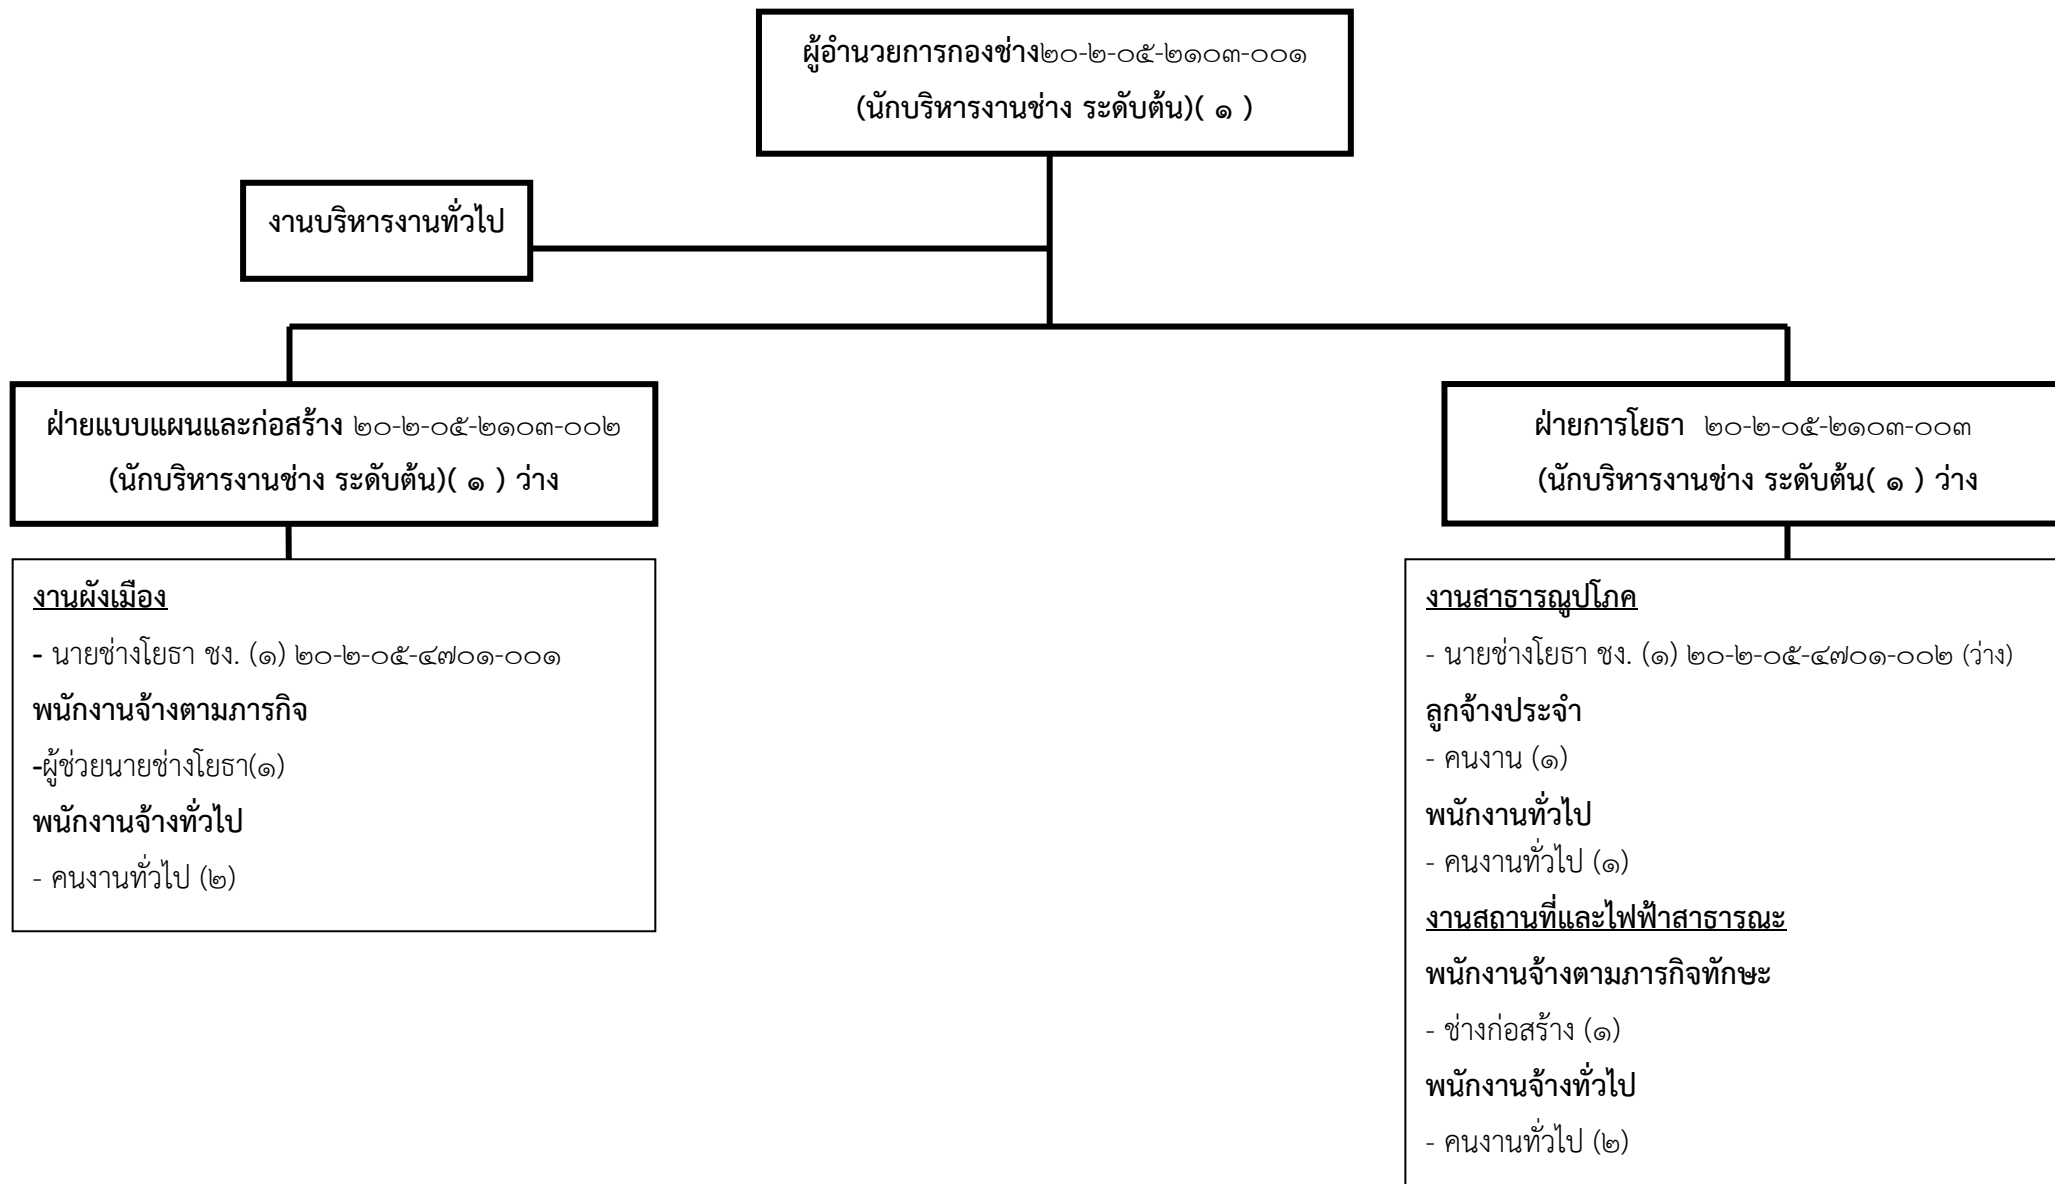 ผู้อำนวยการกองช่าง๒๐-๒-๐๕-๒๑๐๓-๐๐๑
(นักบริหารงานช่าง ระดับต้น)( ๑ )
งานบริหารงานทั่วไป
ฝ่ายแบบแผนและก่อสร้าง ๒๐-๒-๐๕-๒๑๐๓-๐๐๒
(นักบริหารงานช่าง ระดับต้น)( ๑ ) ว่าง
งานผังเมือง
- นายช่างโยธา ชง. (๑) ๒๐-๒-๐๕-๔๗๐๑-๐๐๑
พนักงานจ้างตามภารกิจ
-ผู้ช่วยนายช่างโยธา(๑)
พนักงานจ้างทั่วไป
- คนงานทั่วไป (๒)
ฝ่ายการโยธา ๒๐-๒-๐๕-๒๑๐๓-๐๐๓
(นักบริหารงานช่าง ระดับต้น( ๑ ) ว่าง
งานสาธารณูปโภค
- นายช่างโยธา ชง. (๑) ๒๐-๒-๐๕-๔๗๐๑-๐๐๒ (ว่าง)
ลูกจ้างประจำ
- คนงาน (๑)
พนักงานทั่วไป
- คนงานทั่วไป (๑)
งานสถานที่และไฟฟ้าสาธารณะ
พนักงานจ้างตามภารกิจทักษะ
- ช่างก่อสร้าง (๑)
พนักงานจ้างทั่วไป
- คนงานทั่วไป (๒)